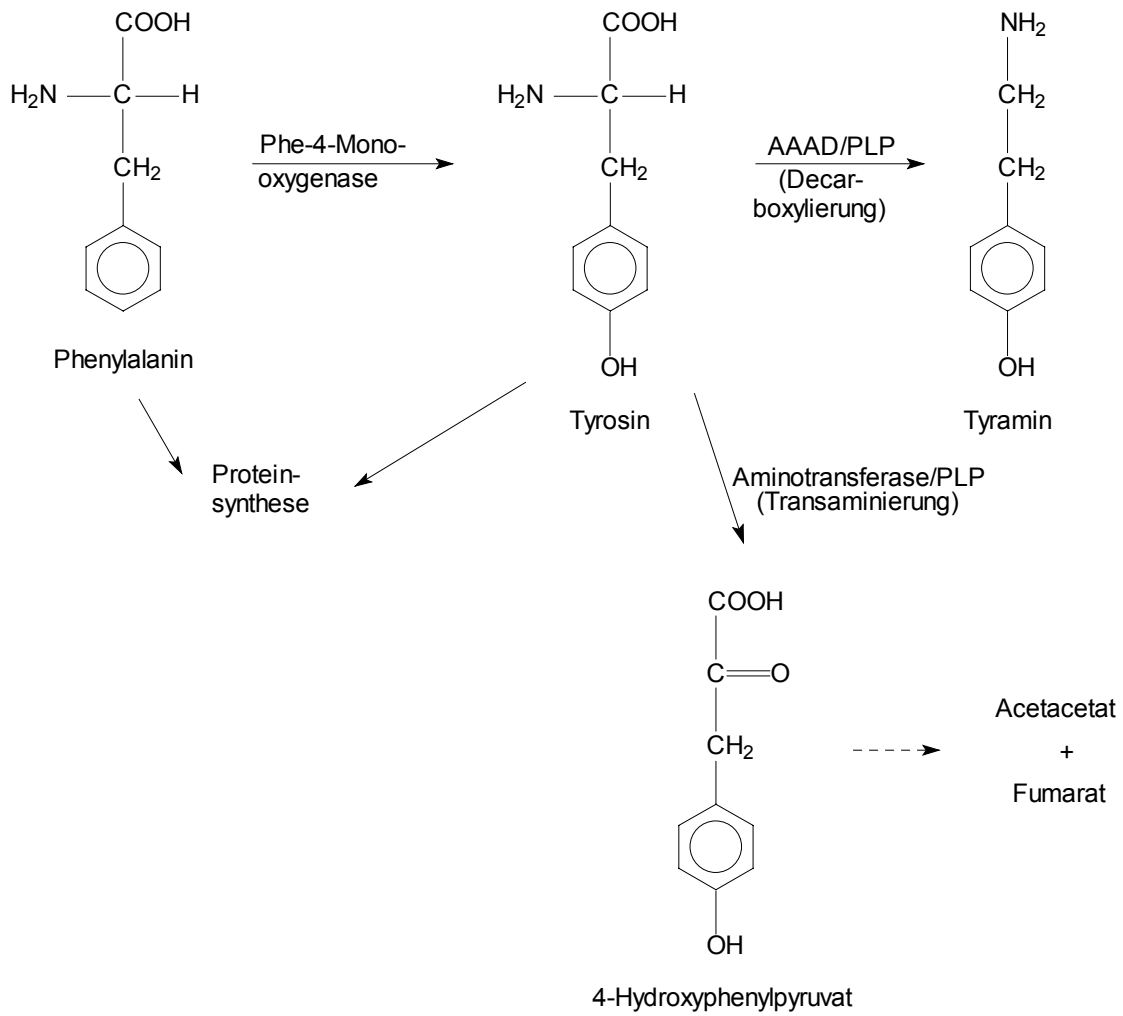 COOH
H2N C H
CH2
Phenylalanin
Phe-4-Mono-
oxygenase
COOH
H2N C H
CH2
OH
Tyrosin
AAAD/PLP
(Decar-
boxylierung)
NH2
CH2
CH2
OH
Tyramin
Protein-
synthese
Aminotransferase/PLP
(Transaminierung)
COOH
C O
CH2
OH
4-Hydroxyphenylpyruvat
Acetacetat
+
Fumarat